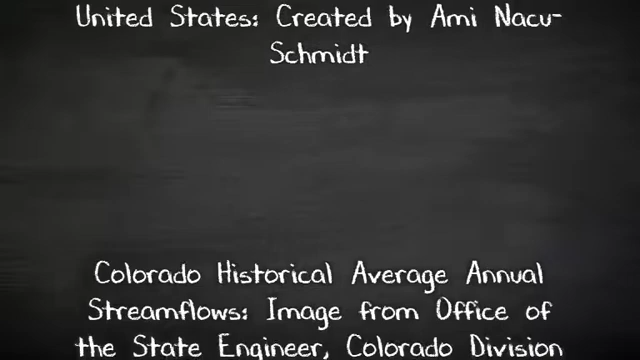 United States: Created by Ami Nacu-
Schmidt
Colorado Historical Average Annual
Streamflows: Image from Office of
the State Engineer, Colorado Division